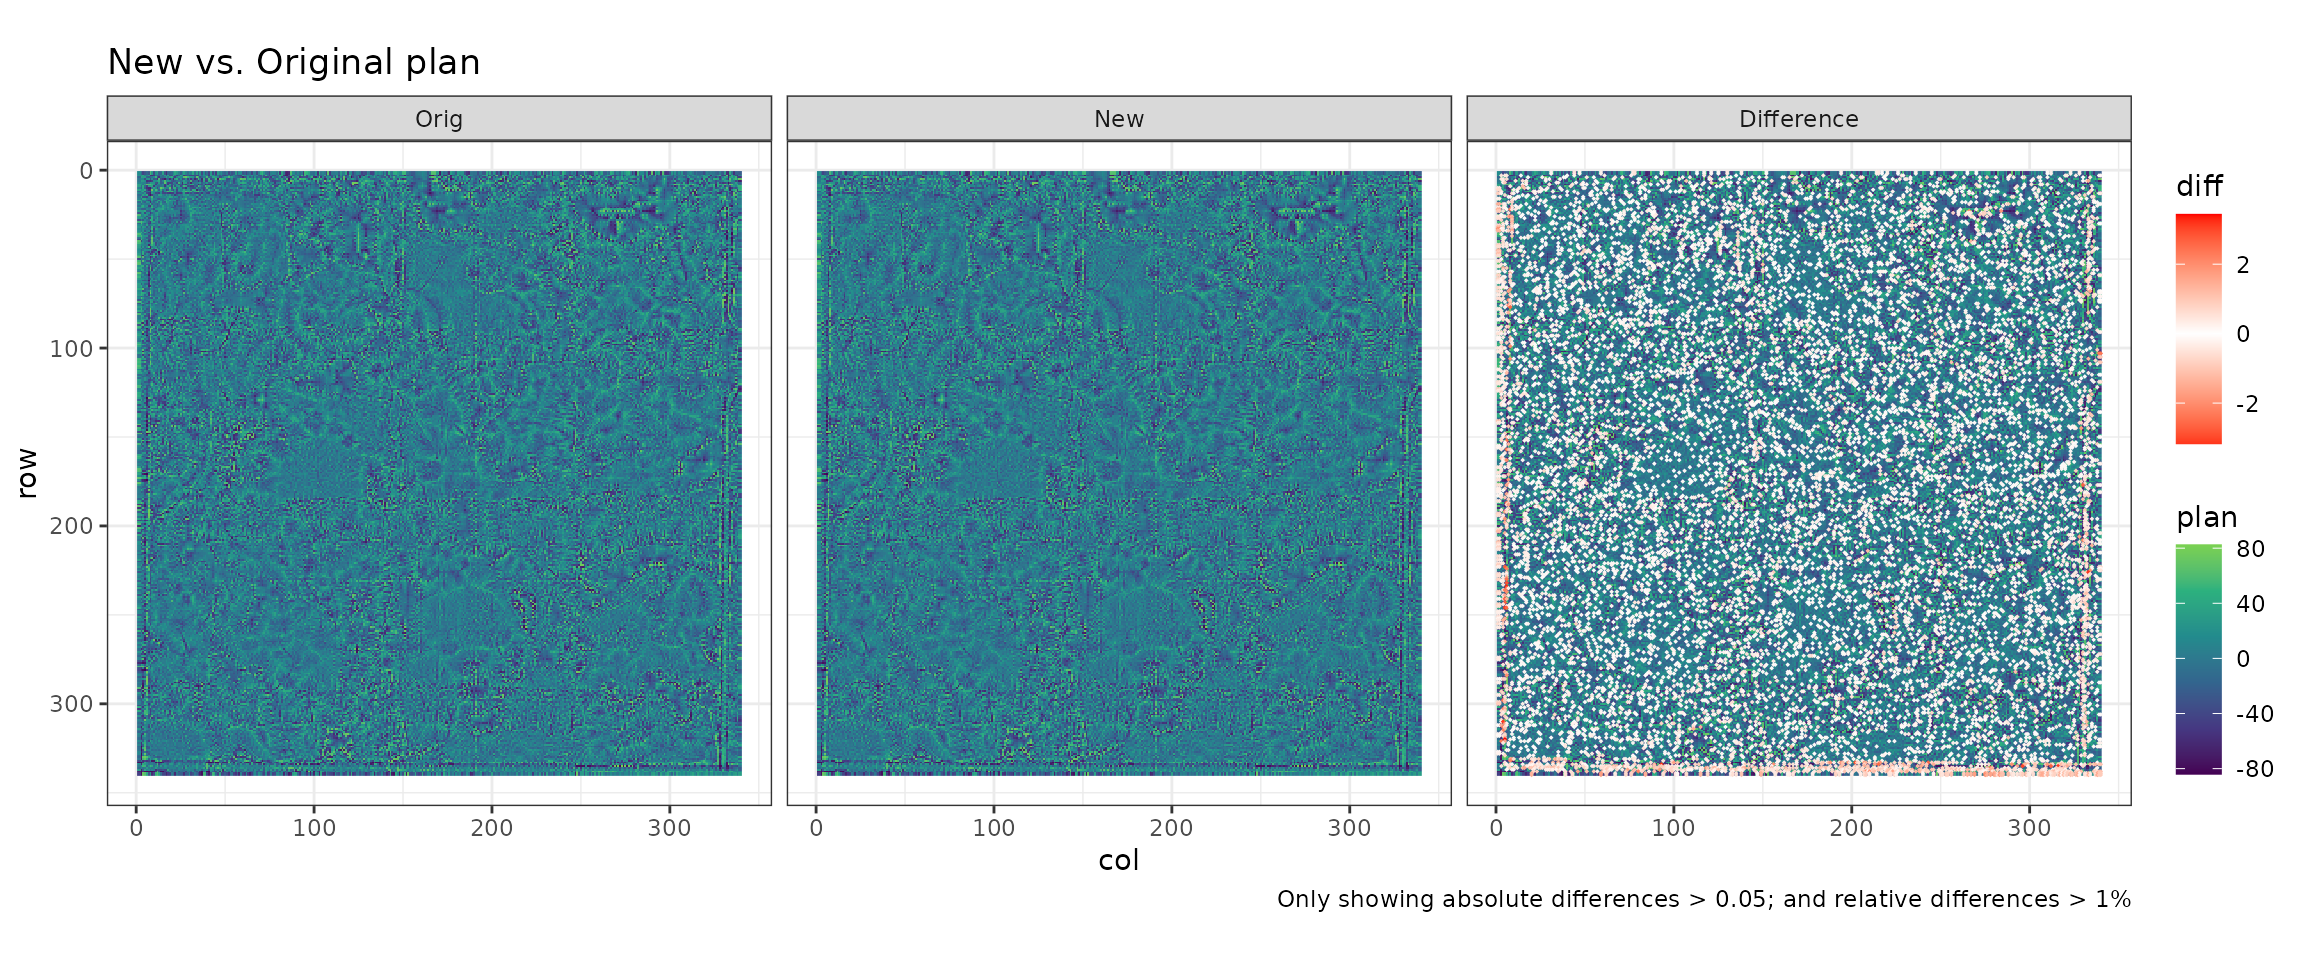 New vs. Original plan
Orig
New
Difference
0
100
200
300
row
0
100
200
300
0
100
200
300
0
100
200
300
col
diff
2
0
-2
plan
80
40
0
-40
-80
Only showing absolute differences > 0.05; and relative differences > 1%